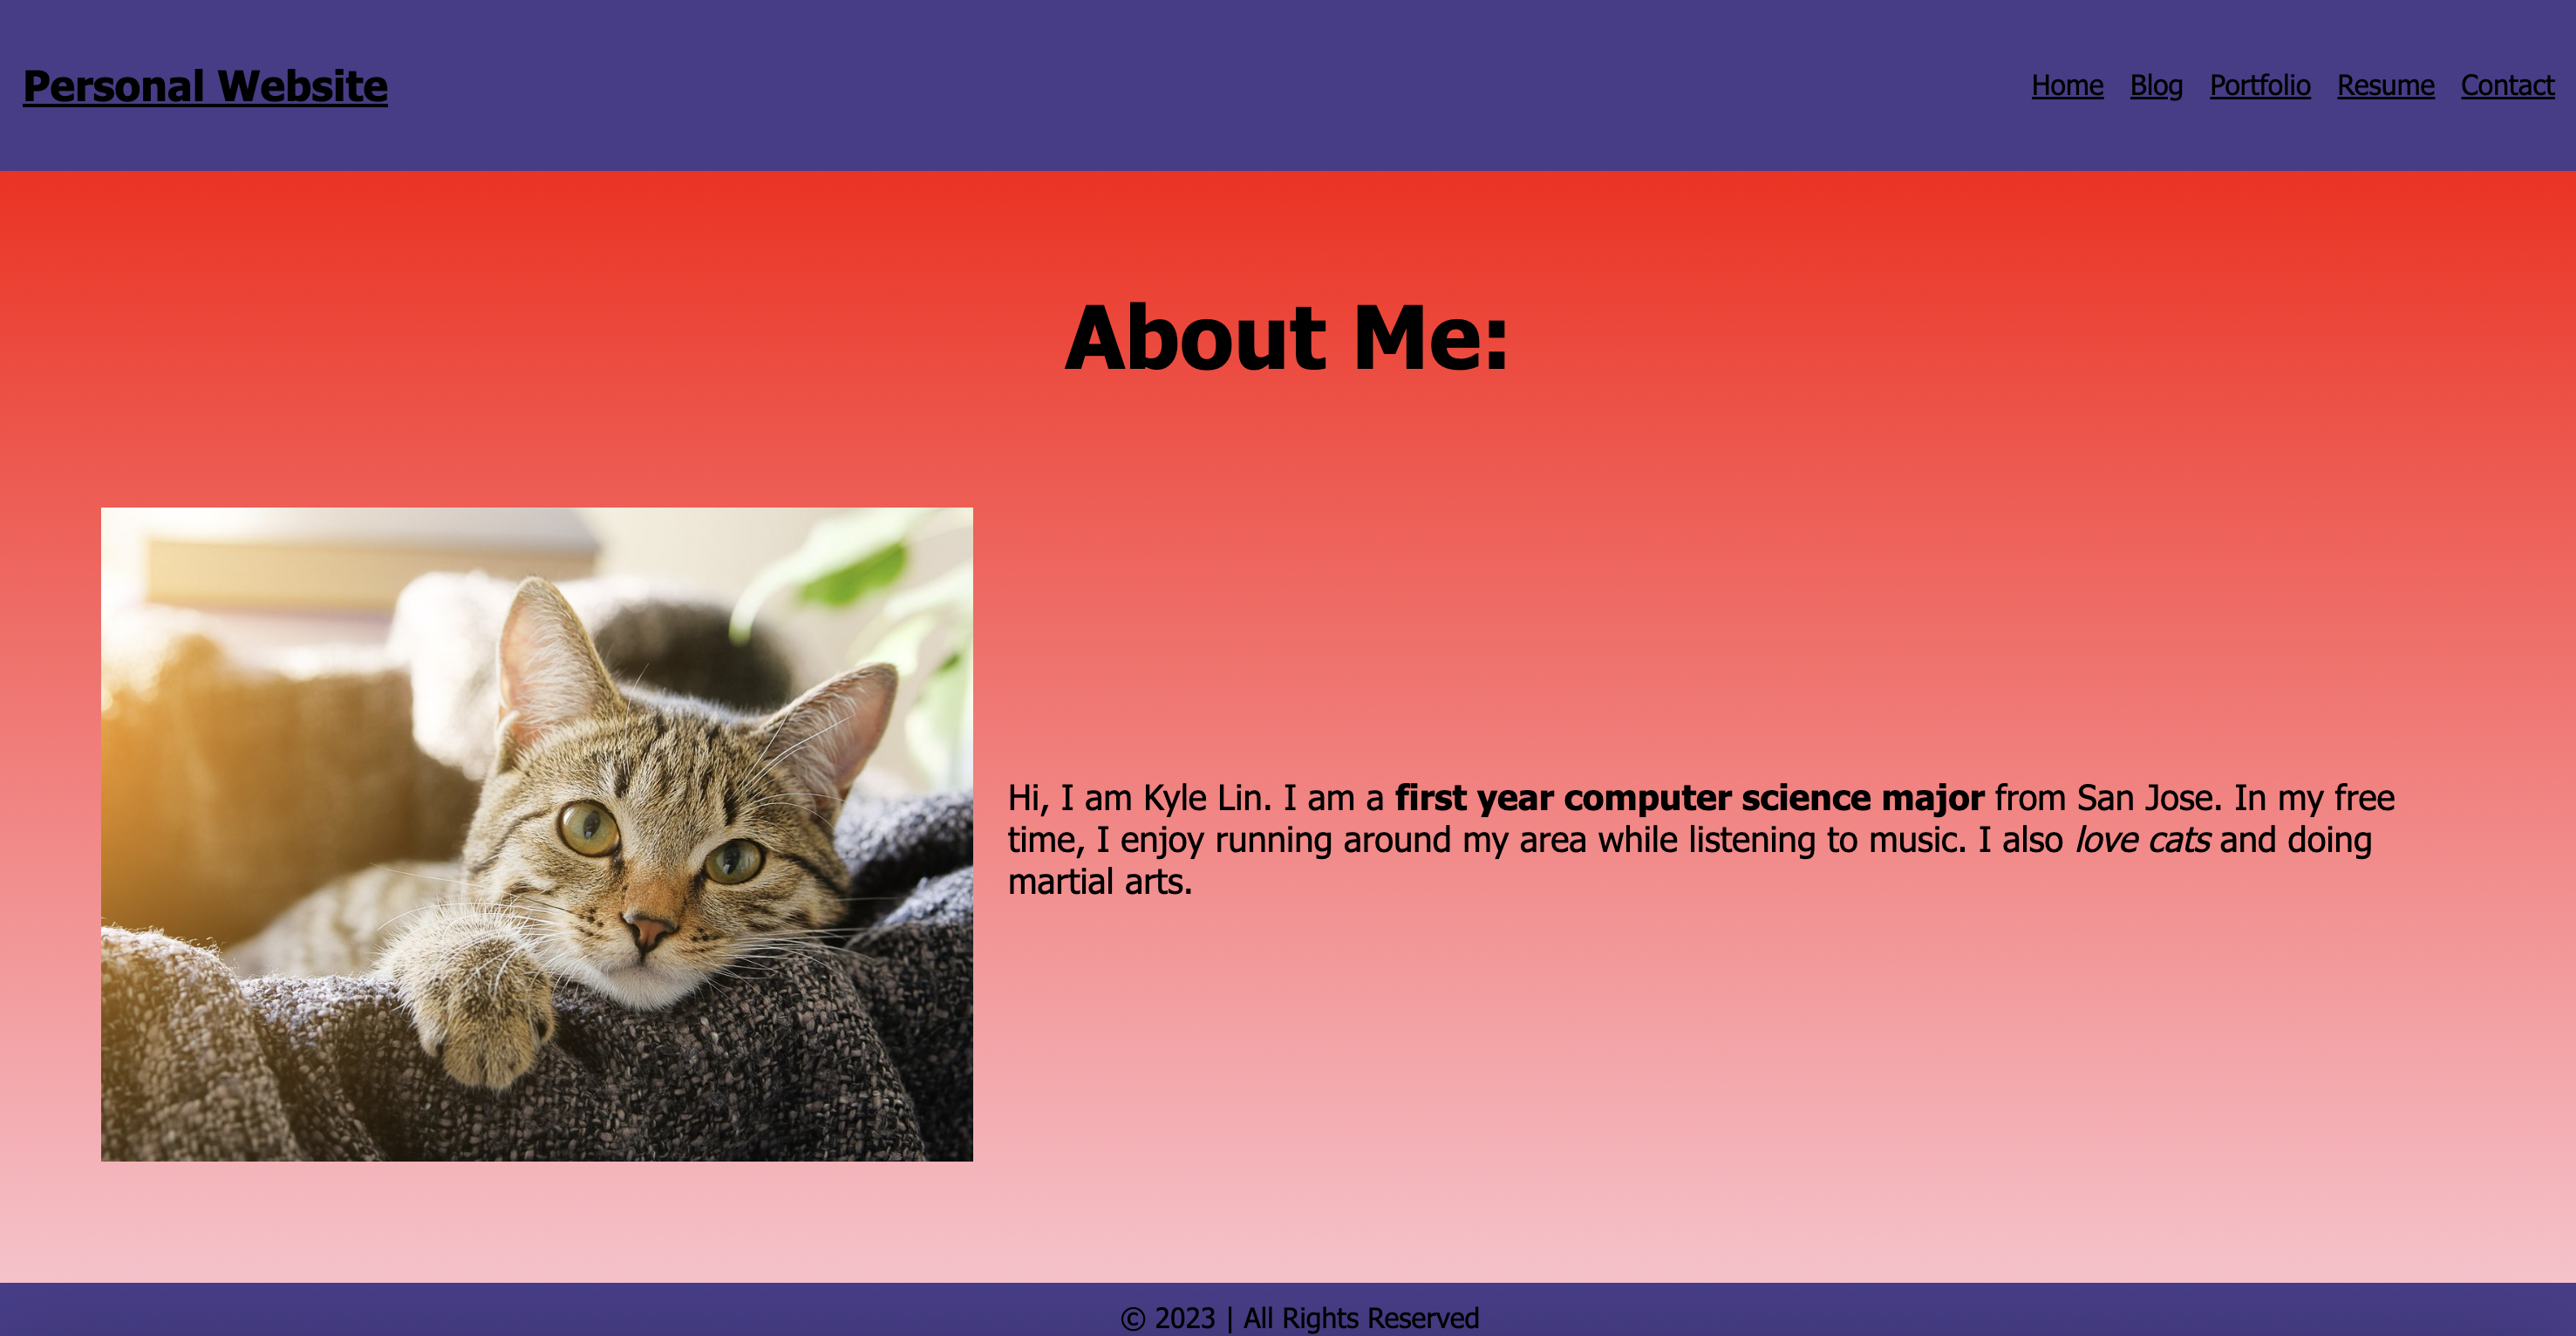 Personal Website
Home Blog Portfolio Resume Contact
About Me:
Hi, I am Kyle Lin. I am a first year computer science major from San Jose. In my free
time, I enjoy running around my area while listening to music. I also love cats and doing
martial arts.
© 2023 | All Rights Reserved